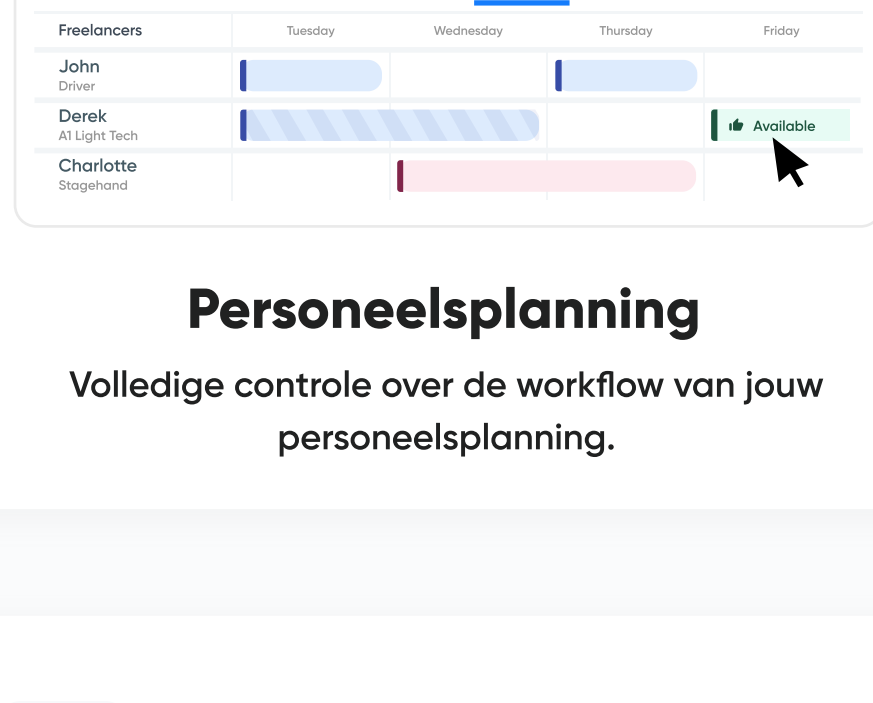 Freelancers Tuesday Wednesday Thursday Friday
John
Driver
Derek
A1 Light Tech
Available
Charlotte
Stagehand
Personeelsplanning
Volledige controle over de workflow van jouw
personeelsplanning.